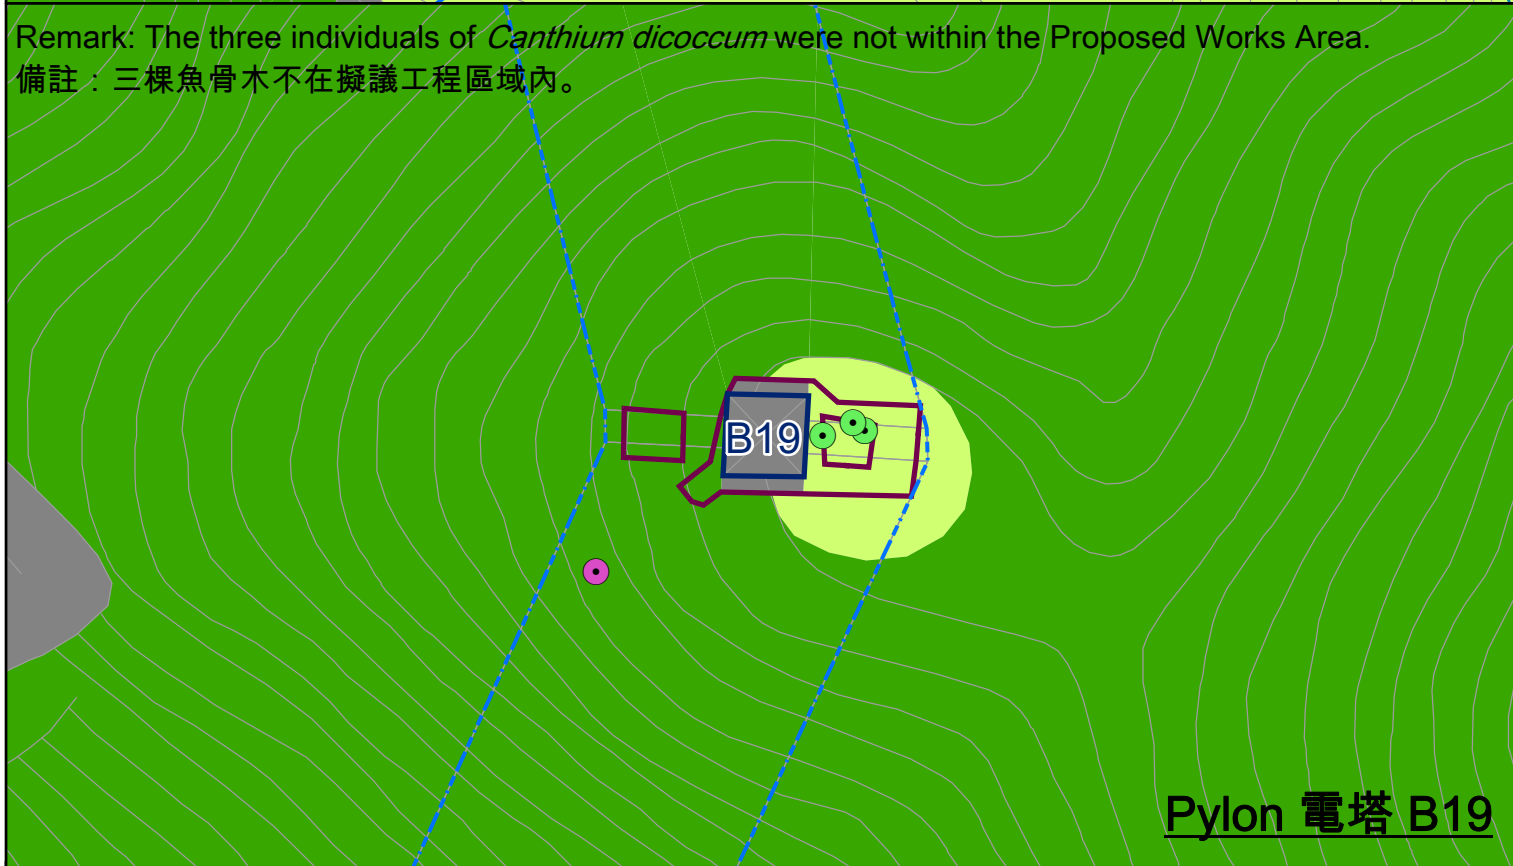 Remark: The three individuals of Canthium dicoccum were not within the Proposed Works Area.
備註：三棵魚骨木不在擬議工程區域內。
B19
Pylon 電塔 B19